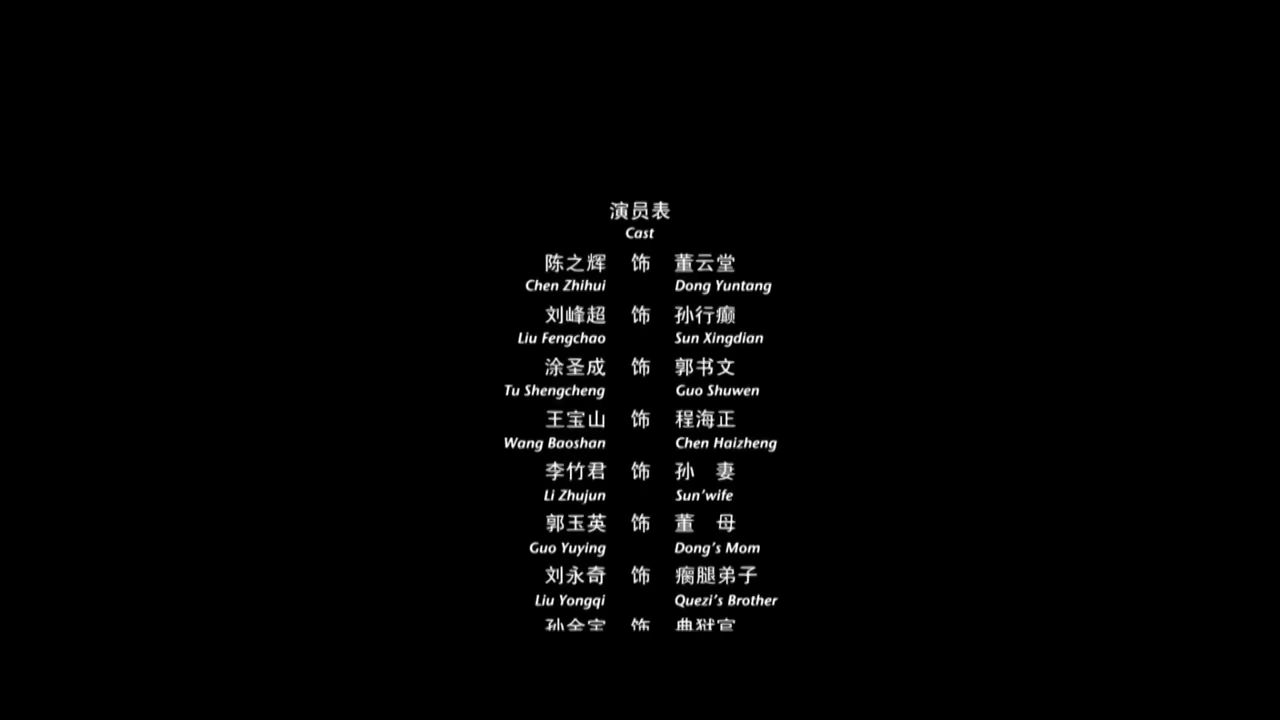 演员表
Cast
陈之辉 饰 董云堂
Chen Zhihui Dong Yuntang
刘峰超 饰 孙行癫
Liu Fengchao Sun Xingdian
涂圣成 饰 郭书文
Tu Shengcheng Guo Shuwen
王宝山 饰 程海正
Wang Baoshan Chen Haizheng
李竹君 饰 孙 妻
Li Zhujun Sun'wife
郭玉英 饰 董 母
Guo Yuying Dong's Mom
刘永奇 饰 瘸腿弟子
Liu Yongqi Quezi's Brother
饰 典狱官